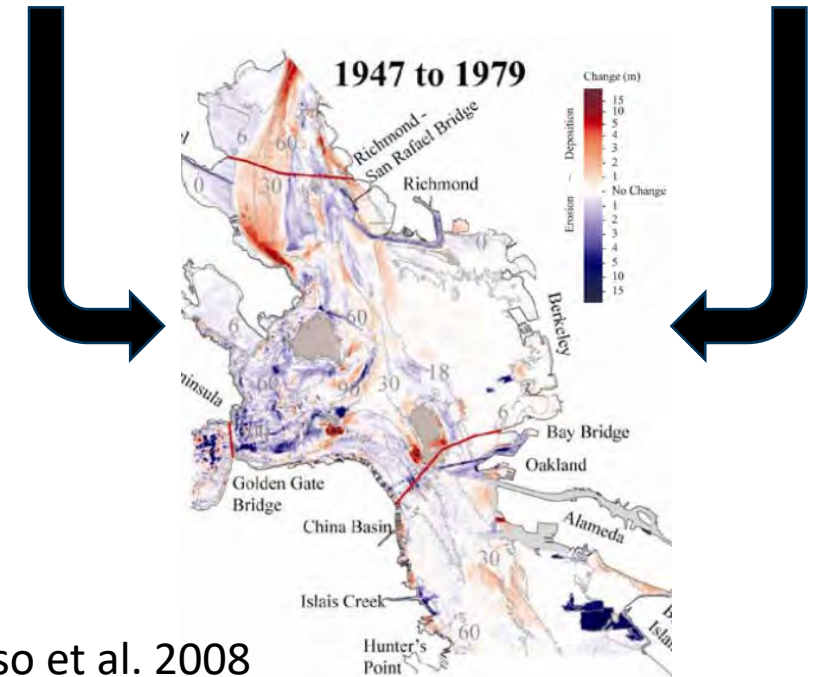 1947 to 1979
Change (m)
15
10
5
4
3
2
1
No Change
1
2
3
4
5
10
15
Deposition
–
Erosion
Richmond -
San Rafael Bridge
Richmond
6
60
0
30
0
Berkeley
60
6
60
90
30
18
6
Bay Bridge
Oakland
Golden Gate
Bridge
China Basin
Alameda
30
Islais Creek
60
Hunter's
Point
so et al. 2008